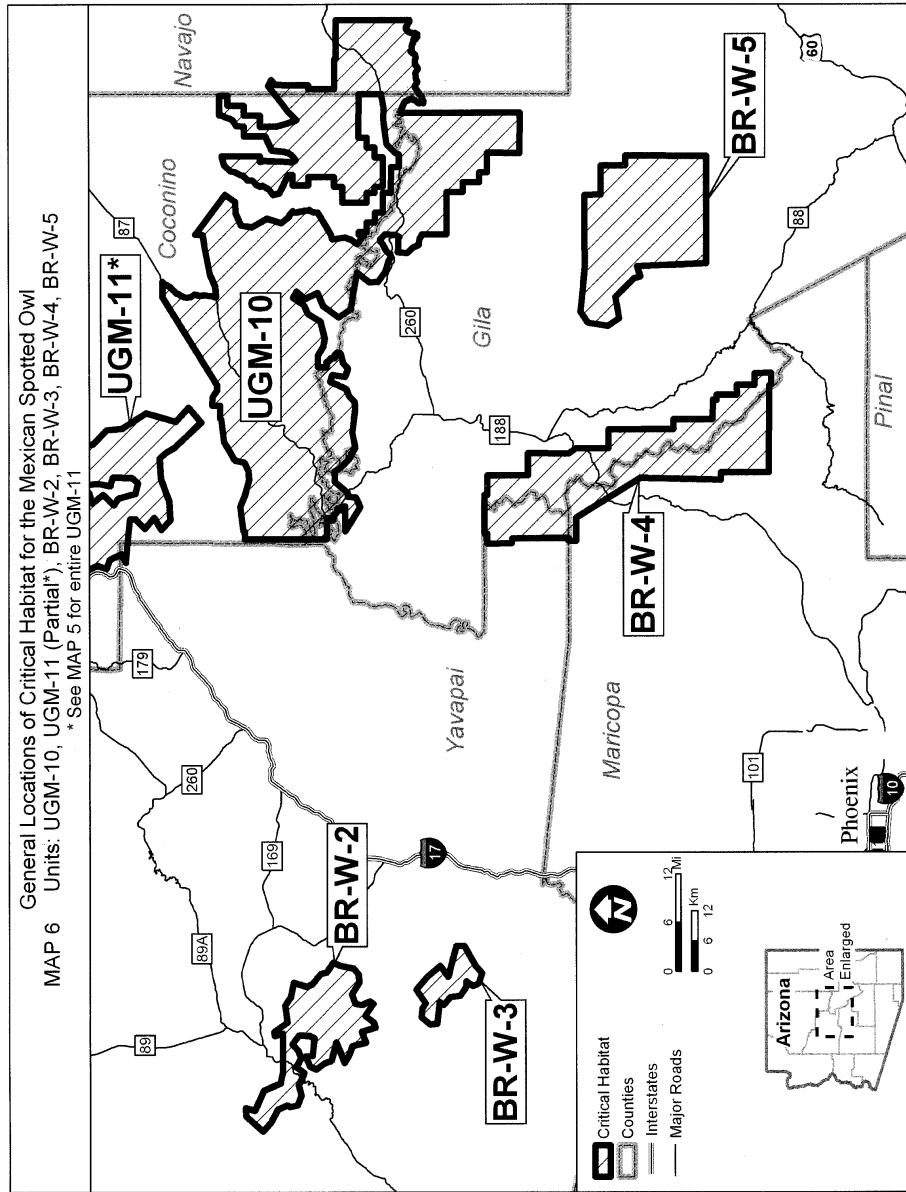 General Locations of Critical Habitat for the Mexican Spotted Owl
MAP 6 Units: UGM-10, UGM-11 (Partial*), BR-W-2, BR-W-3, BR-W-4, BR-W-5
* See MAP 5 for entire UGM-11
89
89A
260
179
169
17
BR-W-2
BR-W-3
UGM-11*
87
Coconino
Navajo
UGM-10
260
188
Gila
Yavapai
BR-W-4
BR-W-5
Maricopa
88
60
Pinal
101
Phoenix
10
Critical Habitat
Counties
Interstates
Major Roads
N
0 6 12 Mi
0 6 12 Km
Arizona
Area
Enlarged